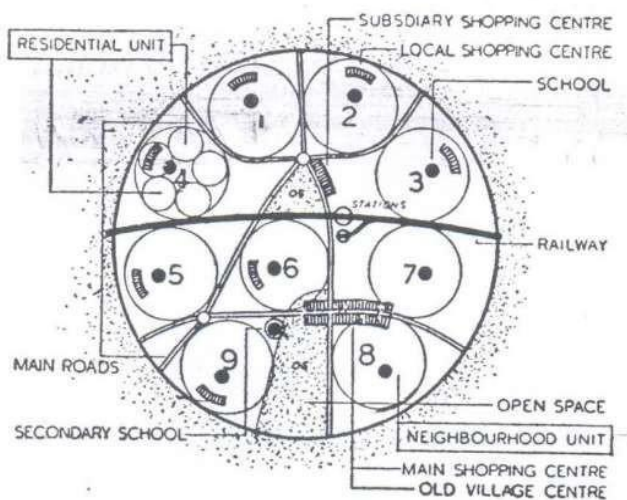 SUBSDIARY SHOPPING CENTRE
RESIDENTIAL UNIT
LOCAL SHOPPING CENTRE
SCHOOL
1
2
3
4
OS
STATIONS
RAILWAY
5
6
7
9
8
OS
MAIN ROADS
OPEN SPACE
SECONDARY SCHOOL
NEIGHBOURHOOD UNIT
MAIN SHOPPING CENTRE
OLD VILLAGE CENTRE